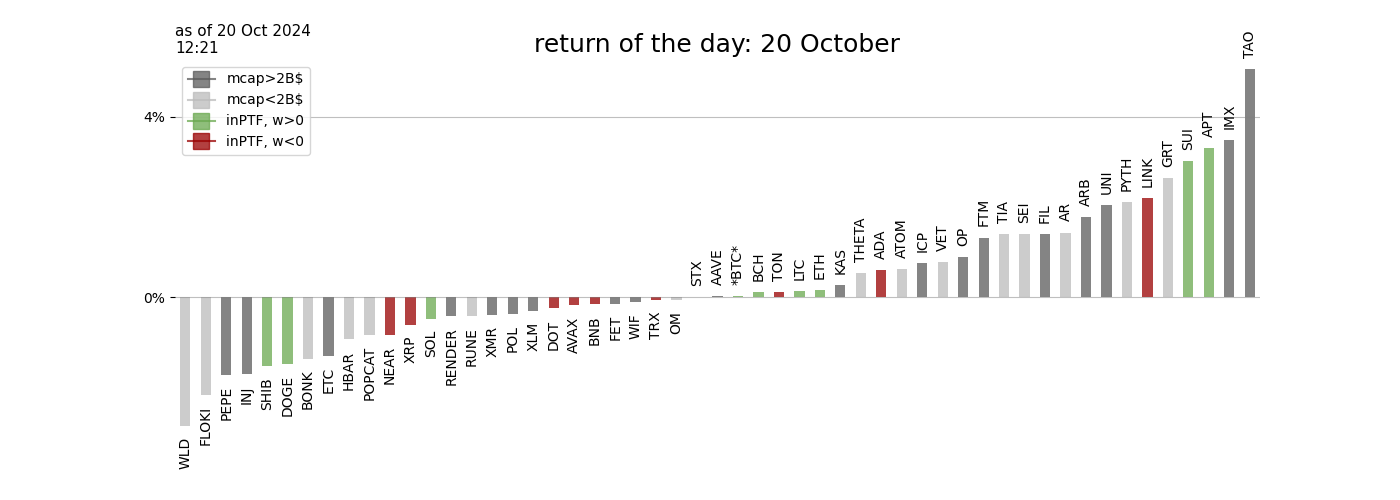 as of 20 Oct 2024
12:21
return of the day: 20 October
mcap>2B$
mcap<2B$
inPTF, w>0
inPTF, w<0
4%
0%
WLD
FLOKI
PEPE
INJ
SHIB
DOGE
BONK
ETC
HBAR
POPCAT
NEAR
XRP
SOL
RENDER
RUNE
XMR
POL
XLM
DOT
AVAX
BNB
FET
WIF
TRX
OM
STX
AAVE
*BTC*
BCH
TON
LTC
ETH
KAS
THETA
ADA
ATOM
ICP
VET
OP
FTM
TIA
SEI
FIL
AR
ARB
UNI
PYTH
LINK
GRT
SUI
APT
IMX
TAO